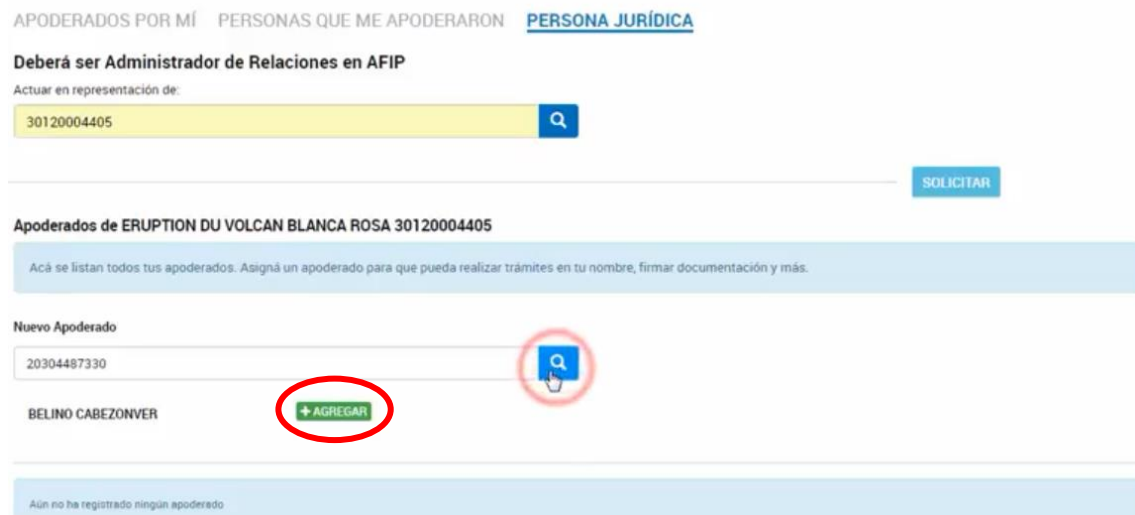 APODERADOS POR MÍ PERSONAS QUE ME APODERARON PERSONA JURÍDICA
Deberá ser Administrador de Relaciones en AFIP
Actuar en representación de:
30120004405
SOLICITAR
Apoderados de ERUPTION DU VOLCAN BLANCA ROSA 30120004405
Acá se listan todos tus apoderados. Asigná un apoderado para que pueda realizar trámites en tu nombre, firmar documentación y más.
Nuevo Apoderado
20304487330
BELINO CABEZONVER +AGREGAR
Aún no ha registrado ningún apoderado